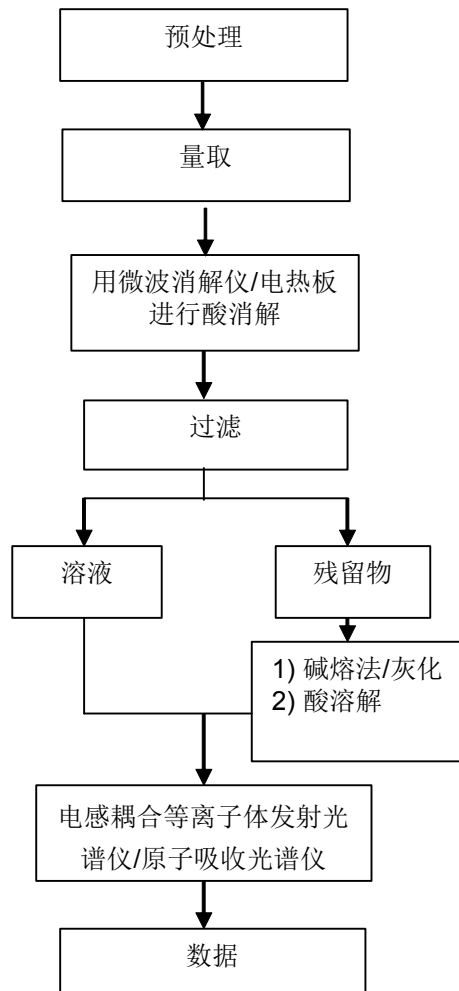 预处理
量取
用微波消解仪/电热板
进行酸消解
过滤
溶液
残留物
1) 碱熔法/灰化
2) 酸溶解
电感耦合等离子体发射光
谱仪/原子吸收光谱仪
数据